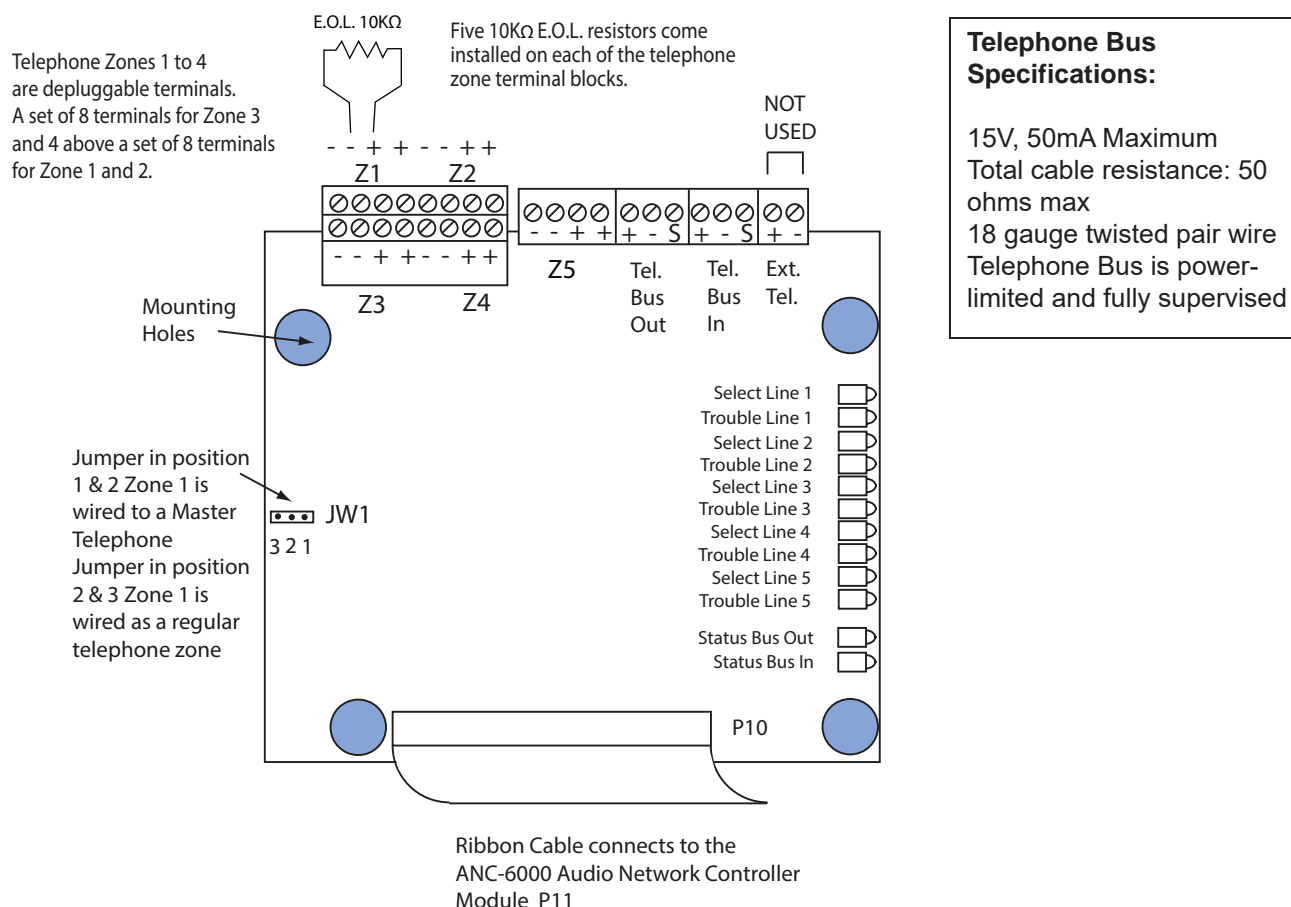 E.O.L. 10KΩ
Telephone Zones 1 to 4
are depluggable terminals.
A set of 8 terminals for Zone 3
and 4 above a set of 8 terminals
for Zone 1 and 2.
Five 10KΩ E.O.L. resistors come
installed on each of the telephone
zone terminal blocks.
NOT
USED
- - + + - - + +
Z1 Z2
- - + + + - S + - S + -
- - + + - - + +
Z3 Z4
Z5
Tel.
Bus
Out
Tel.
Bus
In
Ext.
Tel.
Mounting
Holes
Select Line 1
Trouble Line 1
Select Line 2
Trouble Line 2
Select Line 3
Trouble Line 3
Select Line 4
Trouble Line 4
Select Line 5
Trouble Line 5
Status Bus Out
Status Bus In
Jumper in position
1 & 2 Zone 1 is
wired to a Master
Telephone
Jumper in position
2 & 3 Zone 1 is
wired as a regular
telephone zone
JW1
3 2 1
P10
Ribbon Cable connects to the
ANC-6000 Audio Network Controller
Module P11
Telephone Bus
Specifications:
15V, 50mA Maximum
Total cable resistance: 50
ohms max
18 gauge twisted pair wire
Telephone Bus is power-
limited and fully supervised